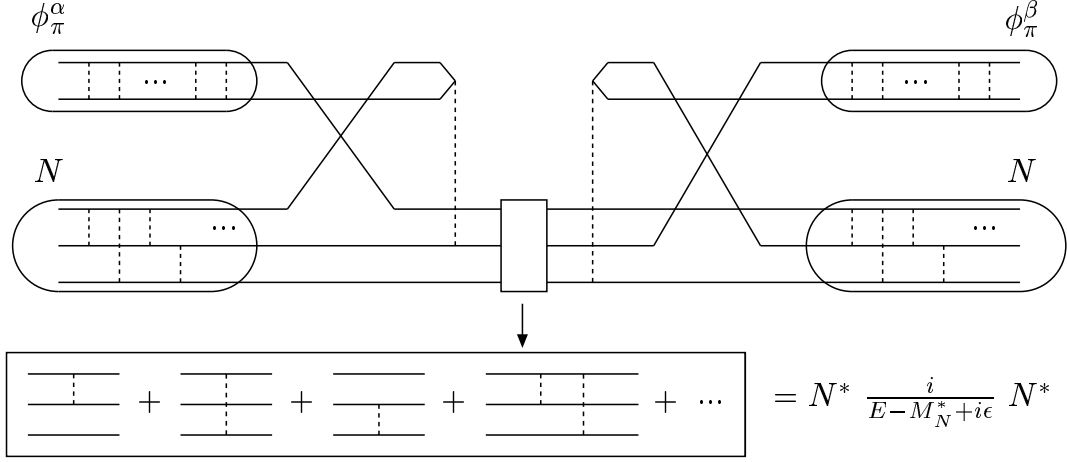 ϕ_π^α ϕ_π^β
... ...
N N
... ...
+ + + + ... = N* i/(E−M_N^*+iϵ) N*